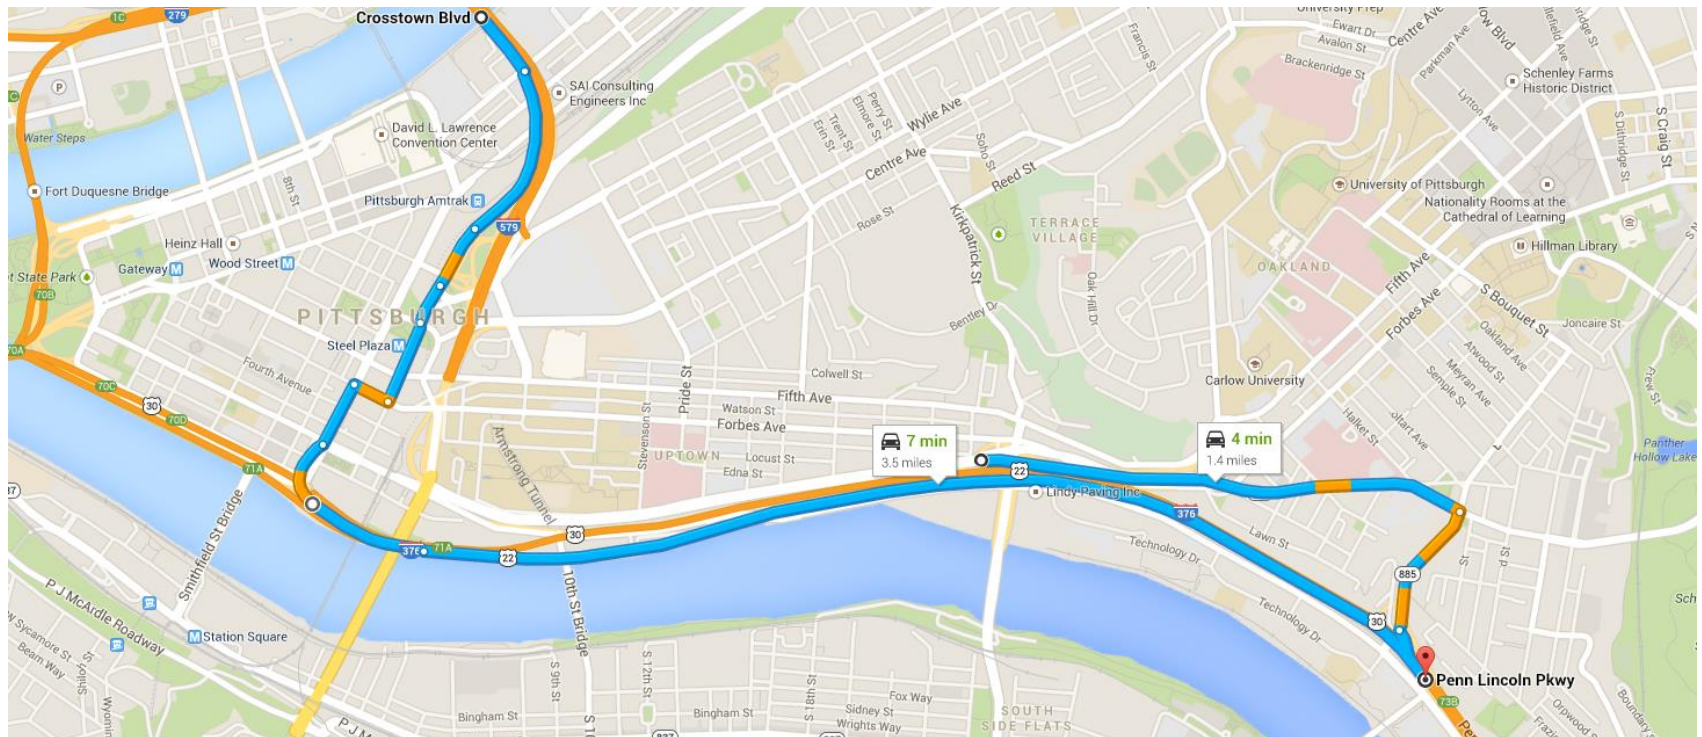 1C
279
Crosstown Blvd
SAI Consulting
Engineers Inc
P
1C
Water Steps
David L. Lawrence
Convention Center
8th St
Fort Duquesne Bridge
Pittsburgh Amtrak
579
Heinz Hall
Wood Street
Gateway
State Park
70B
PITTSBURGH
Steel Plaza
70A
Fourth Avenue
70C
30
70D
71A
Smithfield St Bridge
376
71A
22
30
Armstrong Tunnel
10th St Bridge
P J McArdle Roadway
Station Square
Sycamore St
Beam Way
Shiloh St
S 9th St
S 12th St
S 18th St
Bingham St
Bingham St
Fox Way
Sidney St
Wrights Way
837
SOUTH
SIDE FLATS
Stevenson St
Pride St
UPTOWN
Colwell St
Fifth Ave
Watson St
Forbes Ave
Locust St
Edna St
7 min
3.5 miles
22
Lindy Paving Inc
4 min
1.4 miles
376
Lawn St
Technology Dr
Technology Dr
885
30
Penn Lincoln Pkwy
73B
Perry St
Elmore St
Trent St
Erin St
Wylie Ave
Centre Ave
Soho St
Reed St
Rose St
Kirkpatrick St
Francis St
TERRACE
VILLAGE
Oak Hill Dr
Bentley Dr
University Prep
Ewart Dr
Avalon St
Brackenridge St
Centre Ave
Parkman Ave
Lytton Ave
Schenley Farms
Historic District
S Dithridge St
S Craig St
University of Pittsburgh
Nationality Rooms at the
Cathedral of Learning
Hillman Library
OAKLAND
Fifth Ave
Forbes Ave
S Bouquet St
Oakland Ave
Atwood St
Meyran Ave
Semple St
Joncaire St
Frew St
Carlow University
Halket St
Panther
Hollow Lake
Boundary St
Orpwood St